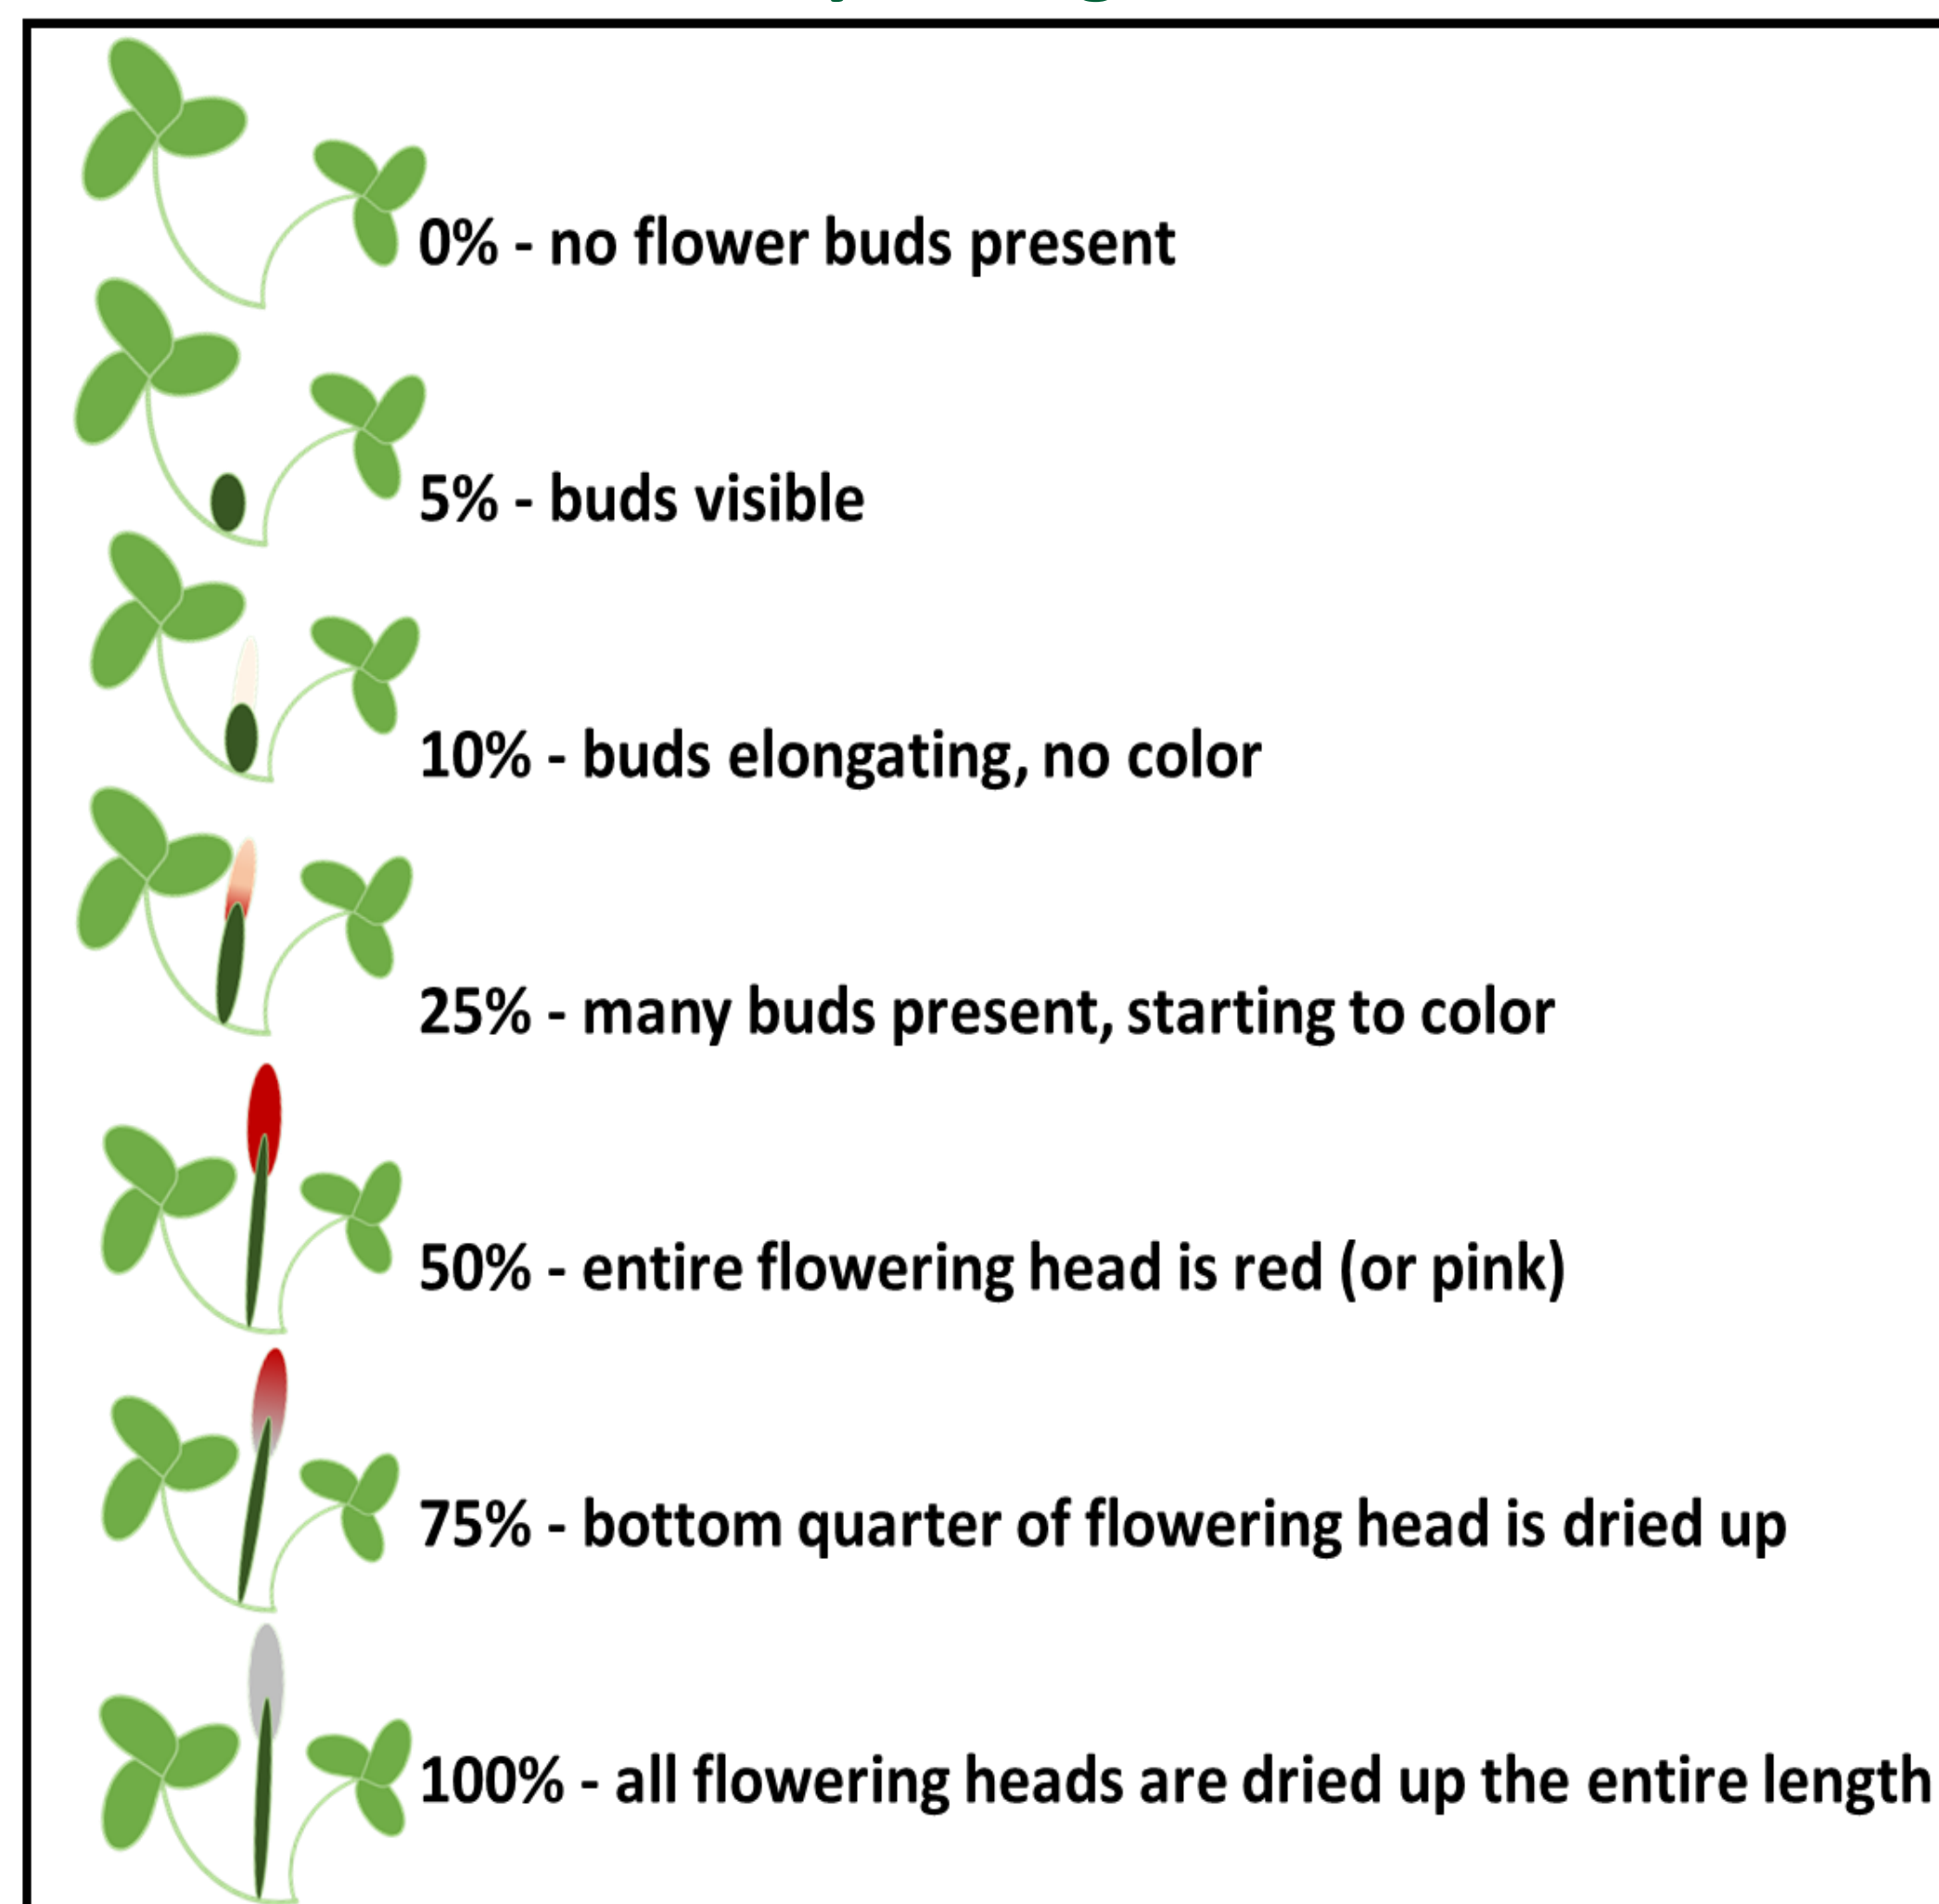 0% - no flower buds present
5% - buds visible
10% - buds elongating, no color
25% - many buds present, starting to color
50% - entire flowering head is red (or pink)
75% - bottom quarter of flowering head is dried up
100% - all flowering heads are dried up the entire length